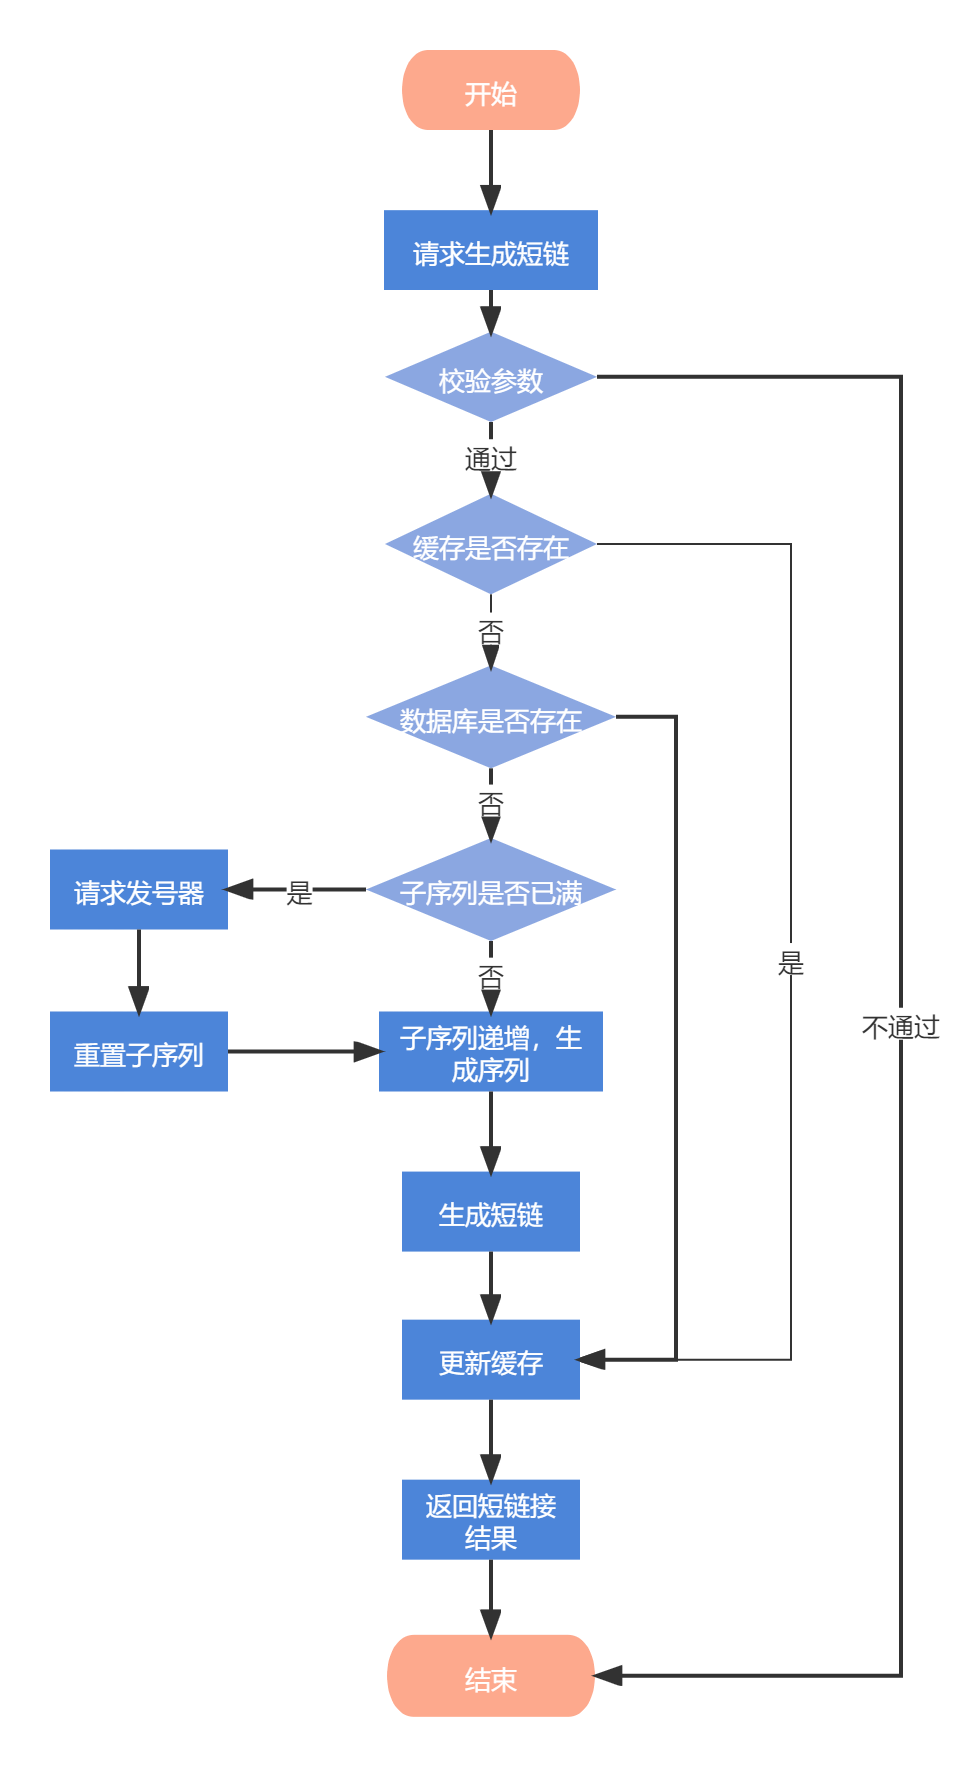 开始
请求生成短链
校验参数
通过
缓存是否存在
否
数据库是否存在
否
请求发号器
是
子序列是否已满
否
是
不通过
重置子序列
子序列递增，生
成序列
生成短链
更新缓存
返回短链接
结果
结束